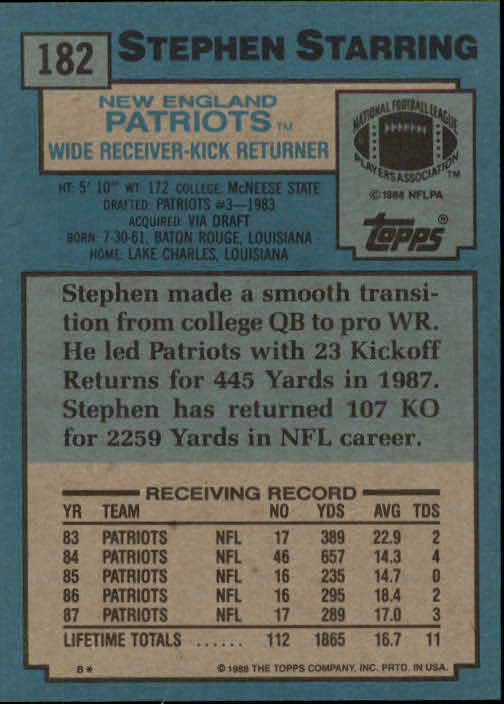 182
STEPHEN STARRING
NEW ENGLAND
PATRIOTS TM
WIDE RECEIVER-KICK RETURNER
NATIONAL FOOTBALL LEAGUE
PLAYERS ASSOCIATION TM
© 1988 NFLPA
topps®
HT: 5' 10" WT: 172 COLLEGE: McNEESE STATE
DRAFTED: PATRIOTS #3—1983
ACQUIRED: VIA DRAFT
BORN: 7-30-61, BATON ROUGE, LOUISIANA
HOME: LAKE CHARLES, LOUISIANA
Stephen made a smooth transi-
tion from college QB to pro WR.
He led Patriots with 23 Kickoff
Returns for 445 Yards in 1987.
Stephen has returned 107 KO
for 2259 Yards in NFL career.
RECEIVING RECORD
YR TEAM NO YDS AVG TDS
83 PATRIOTS NFL 17 389 22.9 2
84 PATRIOTS NFL 46 657 14.3 4
85 PATRIOTS NFL 16 235 14.7 0
86 PATRIOTS NFL 16 295 18.4 2
87 PATRIOTS NFL 17 289 17.0 3
LIFETIME TOTALS ...... 112 1865 16.7 11
B* © 1988 THE TOPPS COMPANY, INC. PRTD. IN USA.